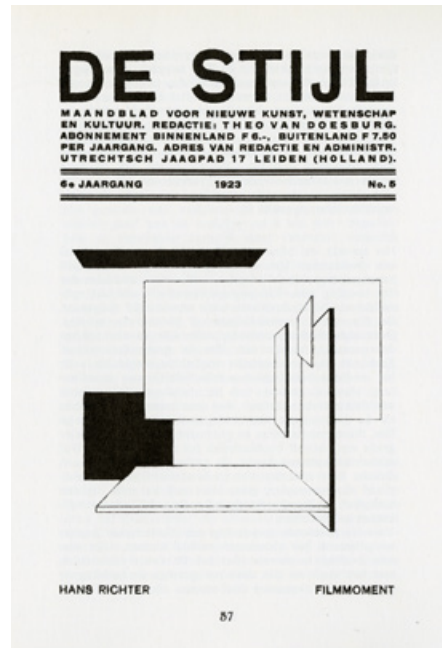 DE STIJL
MAANDBLAD VOOR NIEUWE KUNST, WETENSCHAP
EN KULTUUR. REDACTIE: THEO VAN DOESBURG.
ABONNEMENT BINNENLAND F 6.-, BUITENLAND F 7.50
PER JAARGANG. ADRES VAN REDACTIE EN ADMINISTR.
UTRECHTSCH JAAGPAD 17 LEIDEN (HOLLAND).
6e JAARGANG 1923 No. 5
HANS RICHTER FILMMOMENT
57